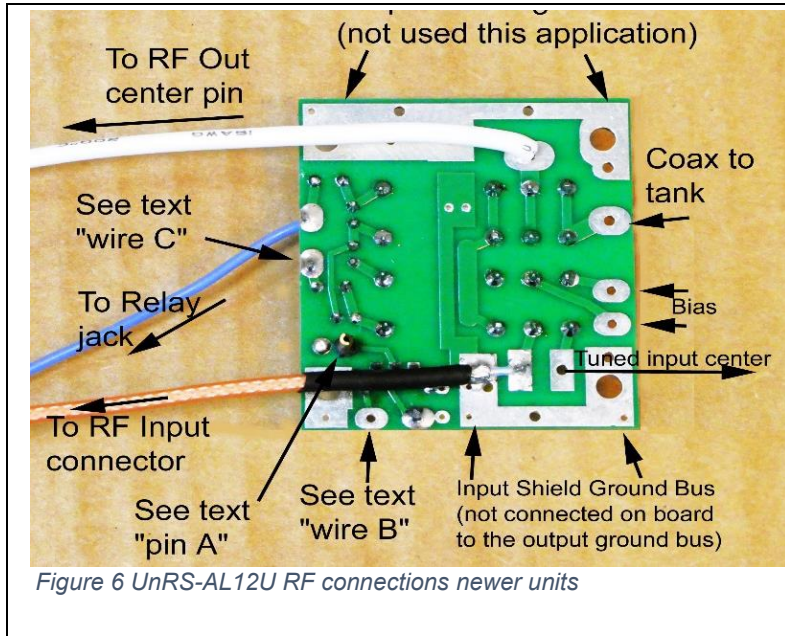 (not used this application)
To RF Out
center pin
Coax to
tank
See text
"wire C"
To Relay
jack
Bias
Tuned input center
To RF Input
connector
See text
"pin A"
See text
"wire B"
Input Shield Ground Bus
(not connected on board
to the output ground bus)
Figure 6 UnRS-AL12U RF connections newer units